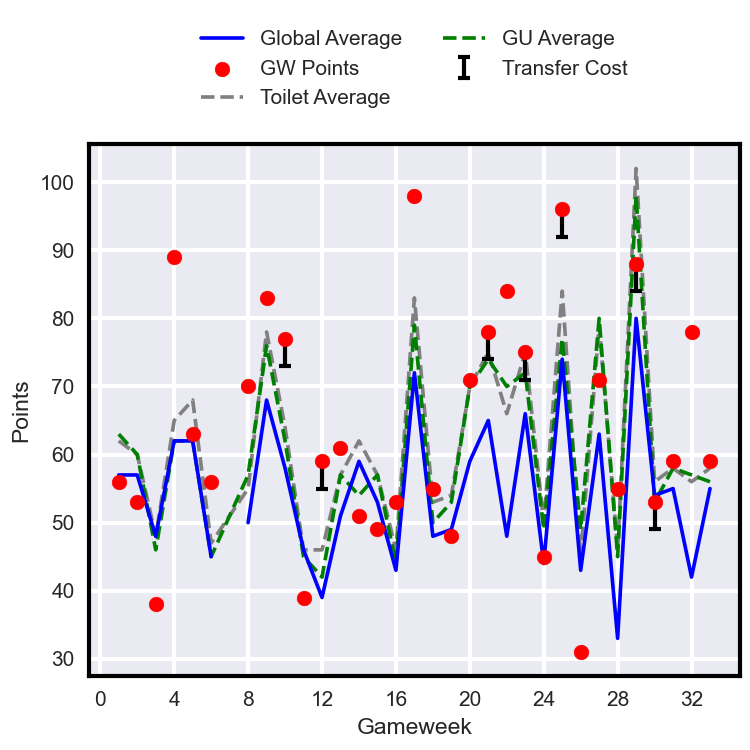 Global Average
GW Points
Toilet Average
GU Average
Transfer Cost
100
90
80
70
60
50
40
30
Points
0 4 8 12 16 20 24 28 32
Gameweek